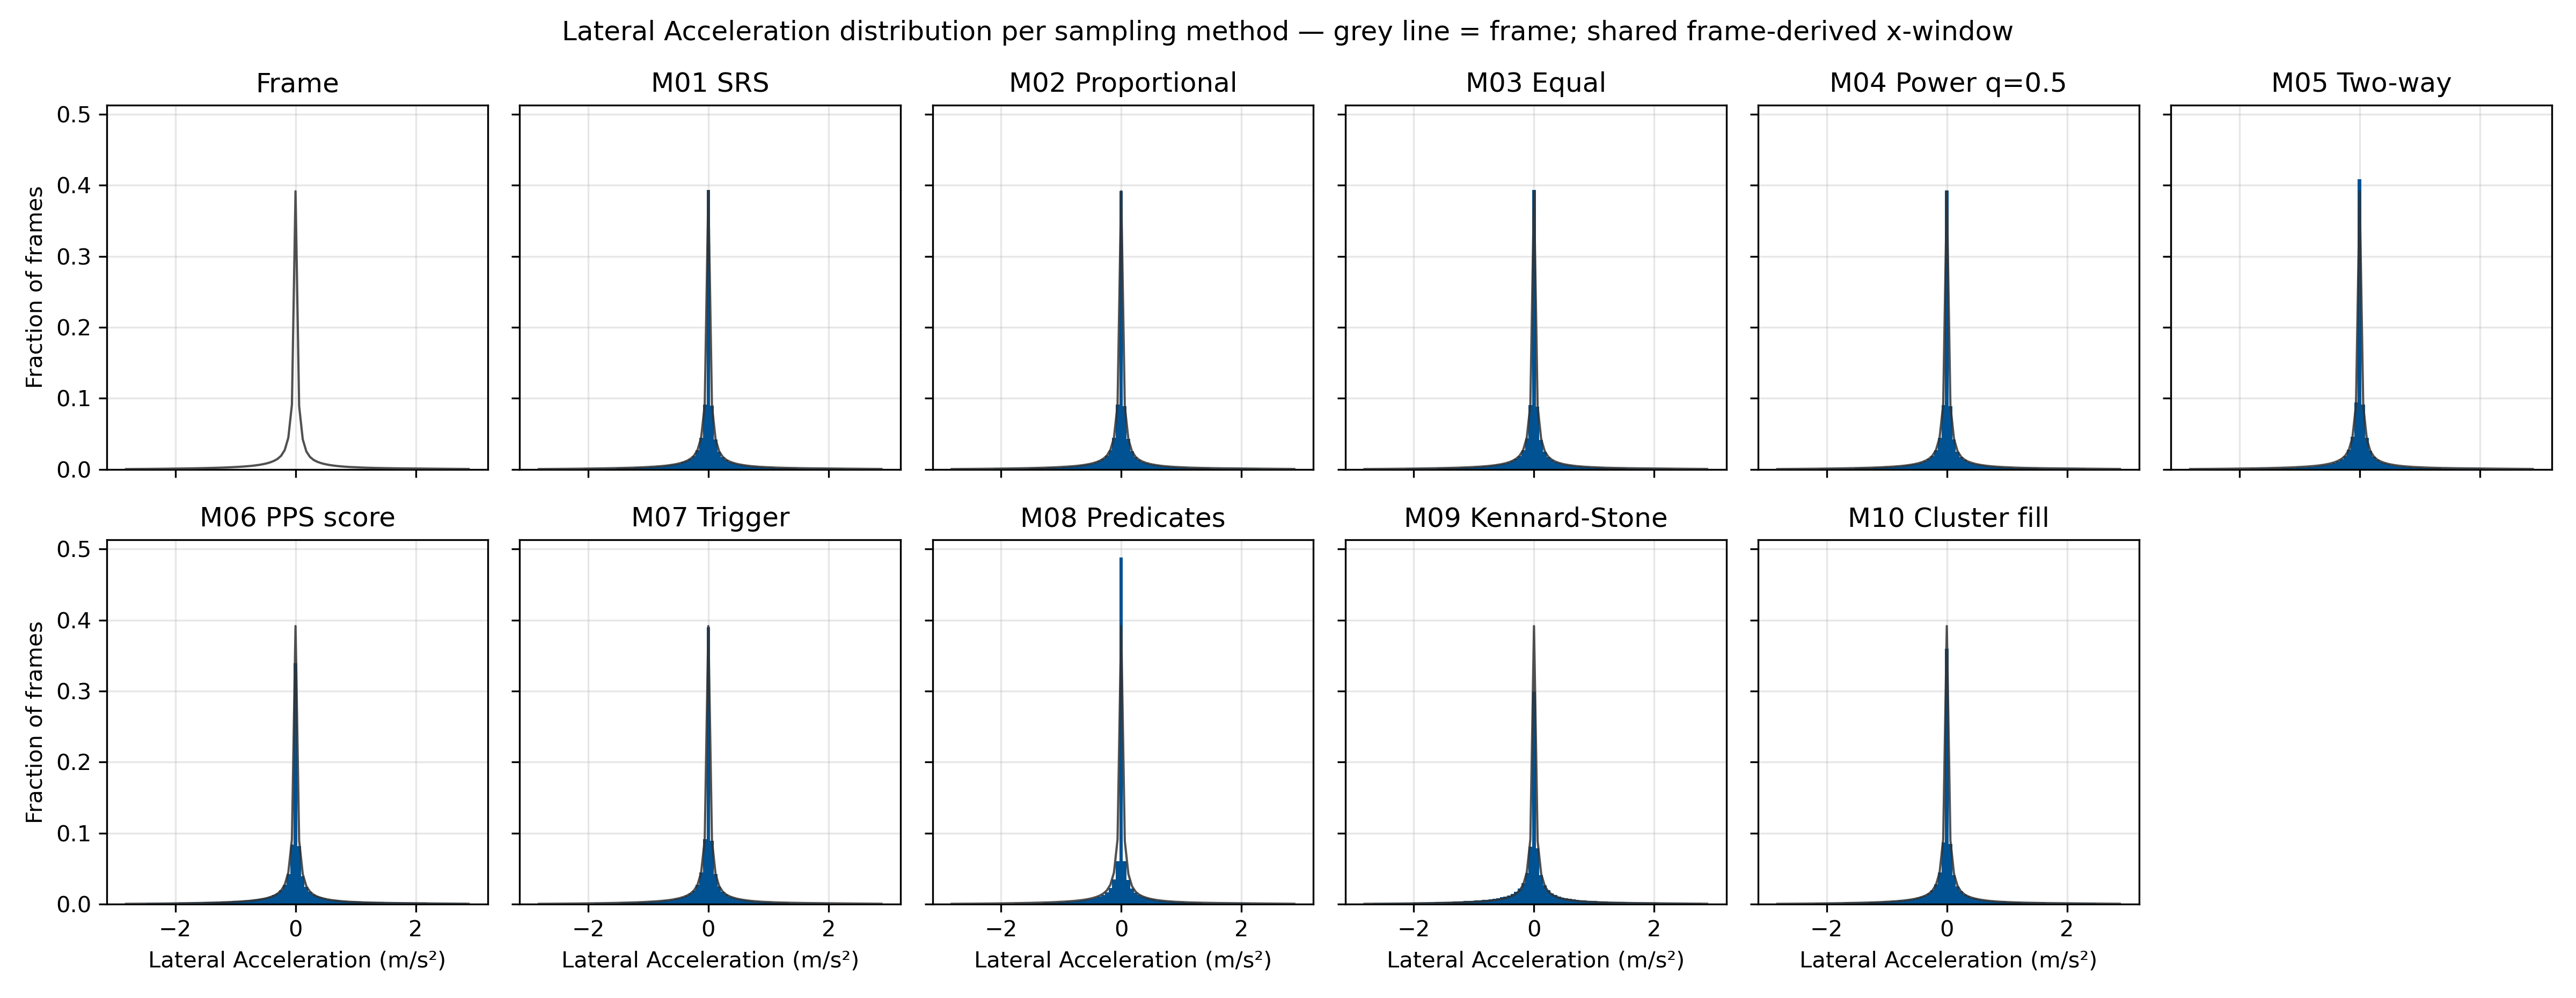 Lateral Acceleration distribution per sampling method — grey line = frame; shared frame-derived x-window
Frame
M01 SRS
M02 Proportional
M03 Equal
M04 Power q=0.5
M05 Two-way
Fraction of frames
0.5
0.4
0.3
0.2
0.1
0.0
M06 PPS score
M07 Trigger
M08 Predicates
M09 Kennard-Stone
M10 Cluster fill
Fraction of frames
0.5
0.4
0.3
0.2
0.1
0.0
−2 0 2
−2 0 2
−2 0 2
−2 0 2
−2 0 2
Lateral Acceleration (m/s²)
Lateral Acceleration (m/s²)
Lateral Acceleration (m/s²)
Lateral Acceleration (m/s²)
Lateral Acceleration (m/s²)